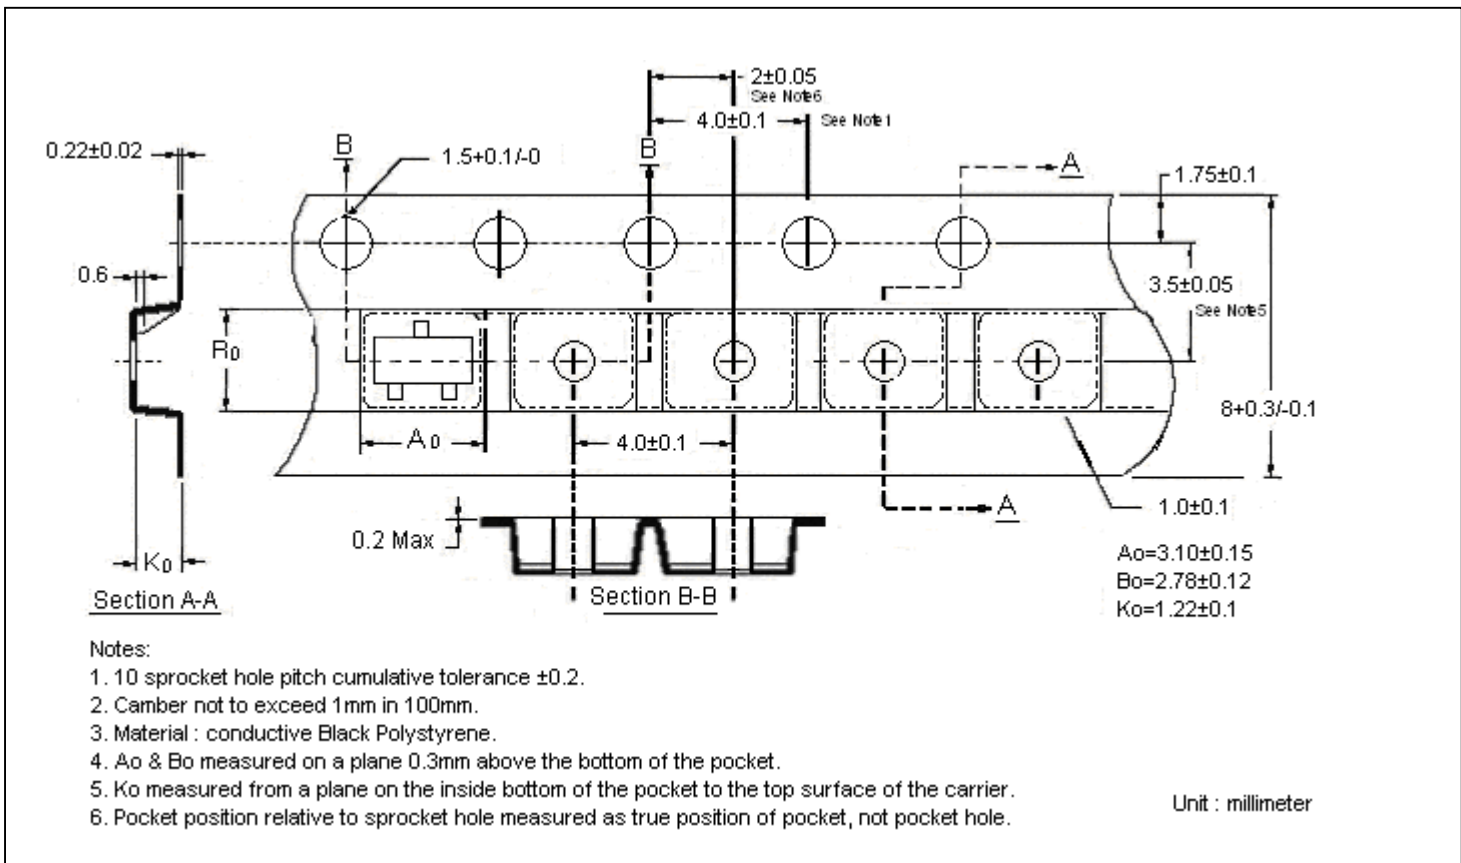 2±0.05
See Note6
4.0±0.1 See Note1
0.22±0.02
B
1.5+0.1/-0
B
A
1.75±0.1
0.6
3.5±0.05
See Note5
R0
8+0.3/-0.1
A0
4.0±0.1
1.0±0.1
A
0.2 Max
K0
Section A-A
Section B-B
Ao=3.10±0.15
Bo=2.78±0.12
Ko=1.22±0.1
Notes:
1. 10 sprocket hole pitch cumulative tolerance ±0.2.
2. Camber not to exceed 1mm in 100mm.
3. Material : conductive Black Polystyrene.
4. Ao & Bo measured on a plane 0.3mm above the bottom of the pocket.
5. Ko measured from a plane on the inside bottom of the pocket to the top surface of the carrier.
6. Pocket position relative to sprocket hole measured as true position of pocket, not pocket hole.
Unit : millimeter